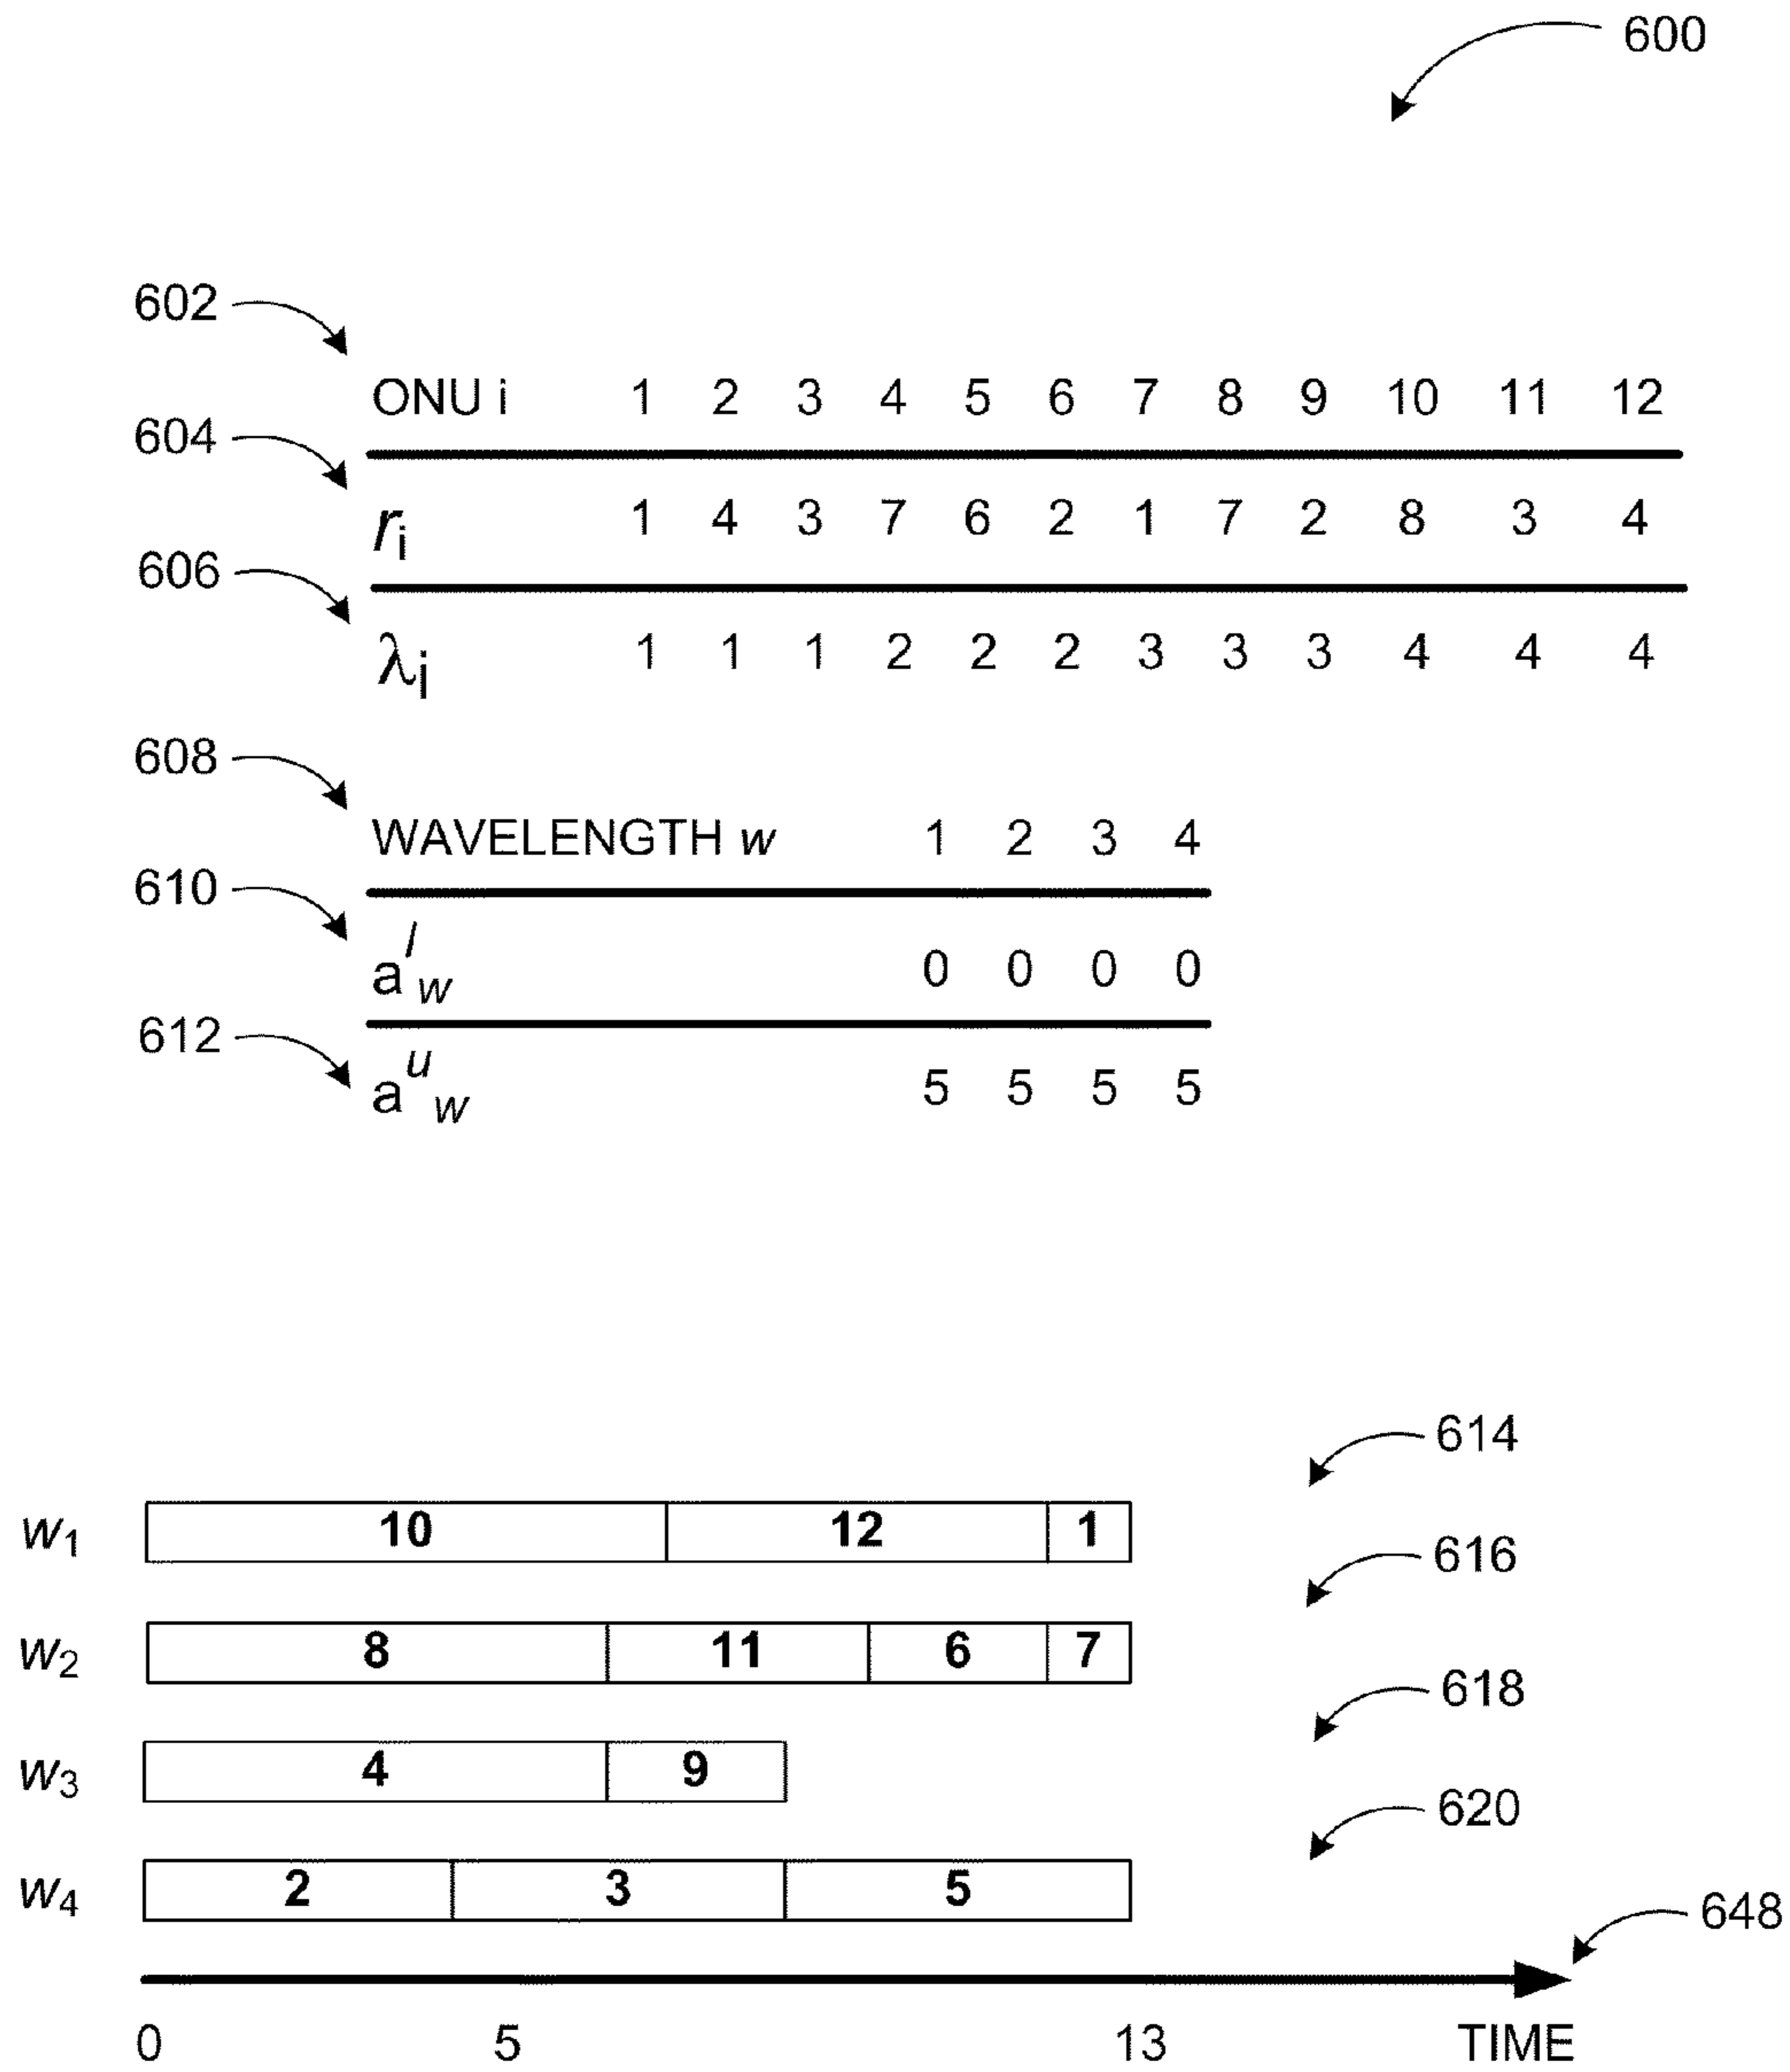 600
602
ONU i 1 2 3 4 5 6 7 8 9 10 11 12
604
rᵢ 1 4 3 7 6 2 1 7 2 8 3 4
606
λᵢ 1 1 1 2 2 2 3 3 3 4 4 4
608
WAVELENGTH w 1 2 3 4
610
a^l_w 0 0 0 0
612
a^u_w 5 5 5 5
614
w₁ 10 12 1
616
w₂ 8 11 6 7
618
w₃ 4 9
620
w₄ 2 3 5
648
0 5 13 TIME